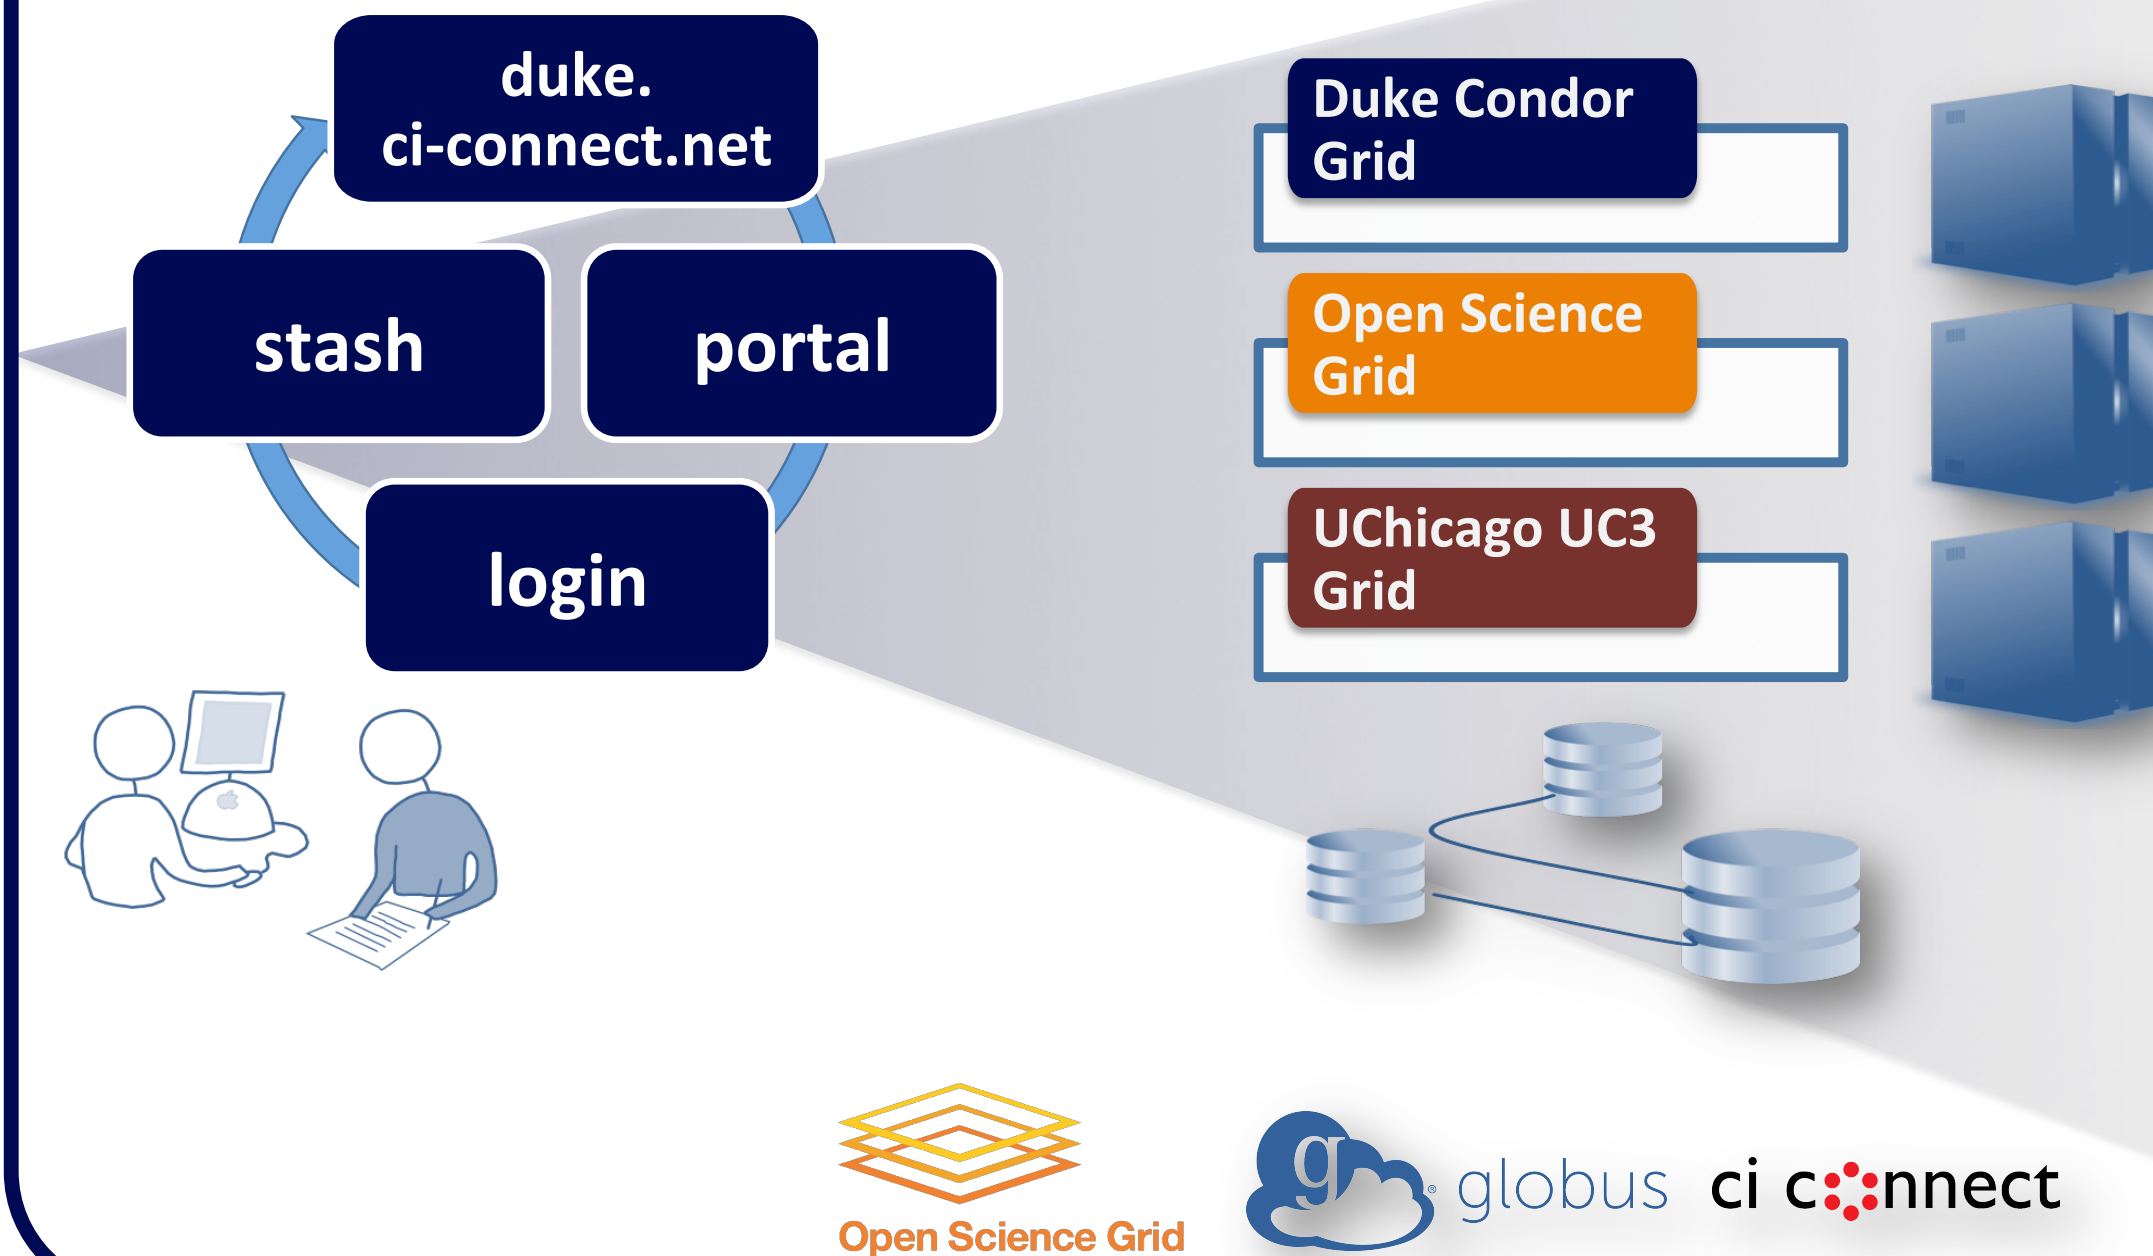 duke.
ci-connect.net
stash
portal
login
Duke Condor
Grid
Open Science
Grid
UChicago UC3
Grid
Open Science Grid
g
®
globus
ci connect